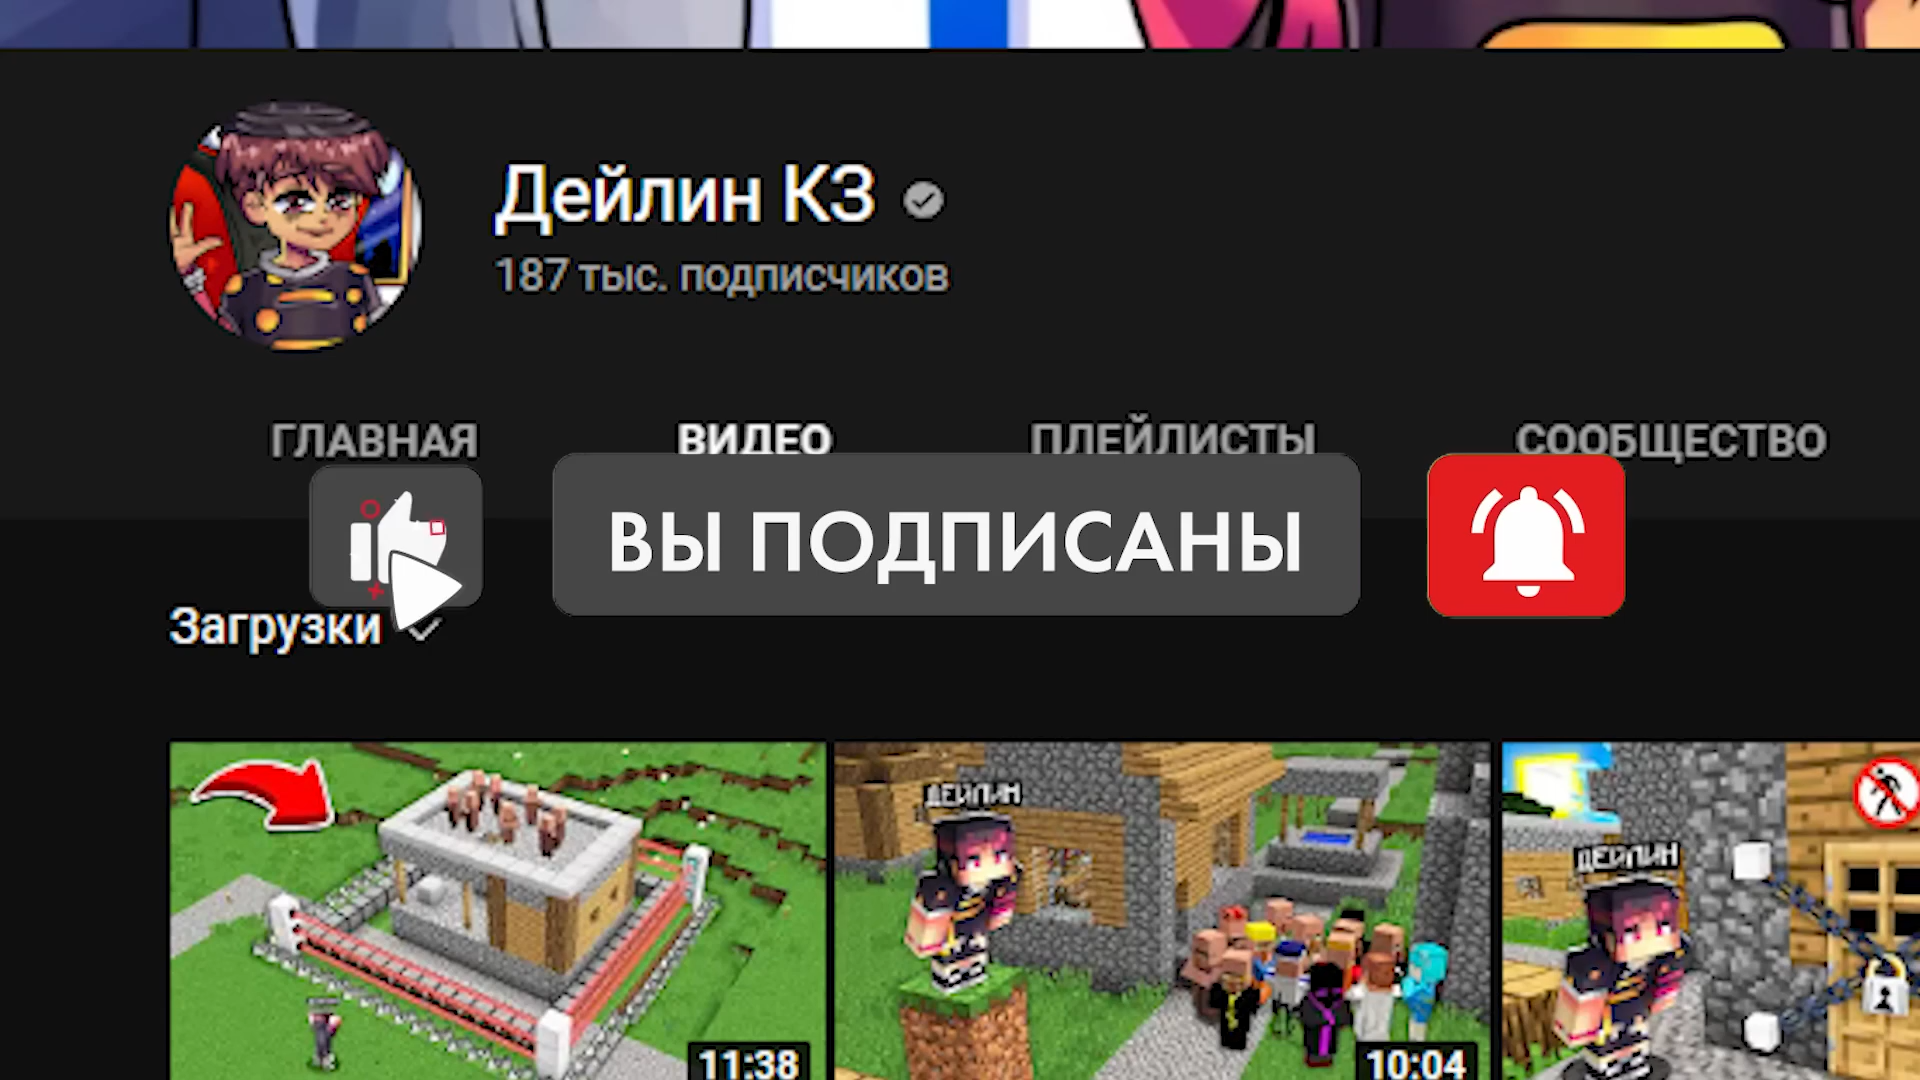 Дейлин КЗ
187 тыс. подписчиков
ГЛАВНАЯ ВИДЕО ПЛЕЙЛИСТЫ СООБЩЕСТВО
ВЫ ПОДПИСАНЫ
Загрузки
ДЕЙЛИН
ДЕЙЛИН
11:38
10:04